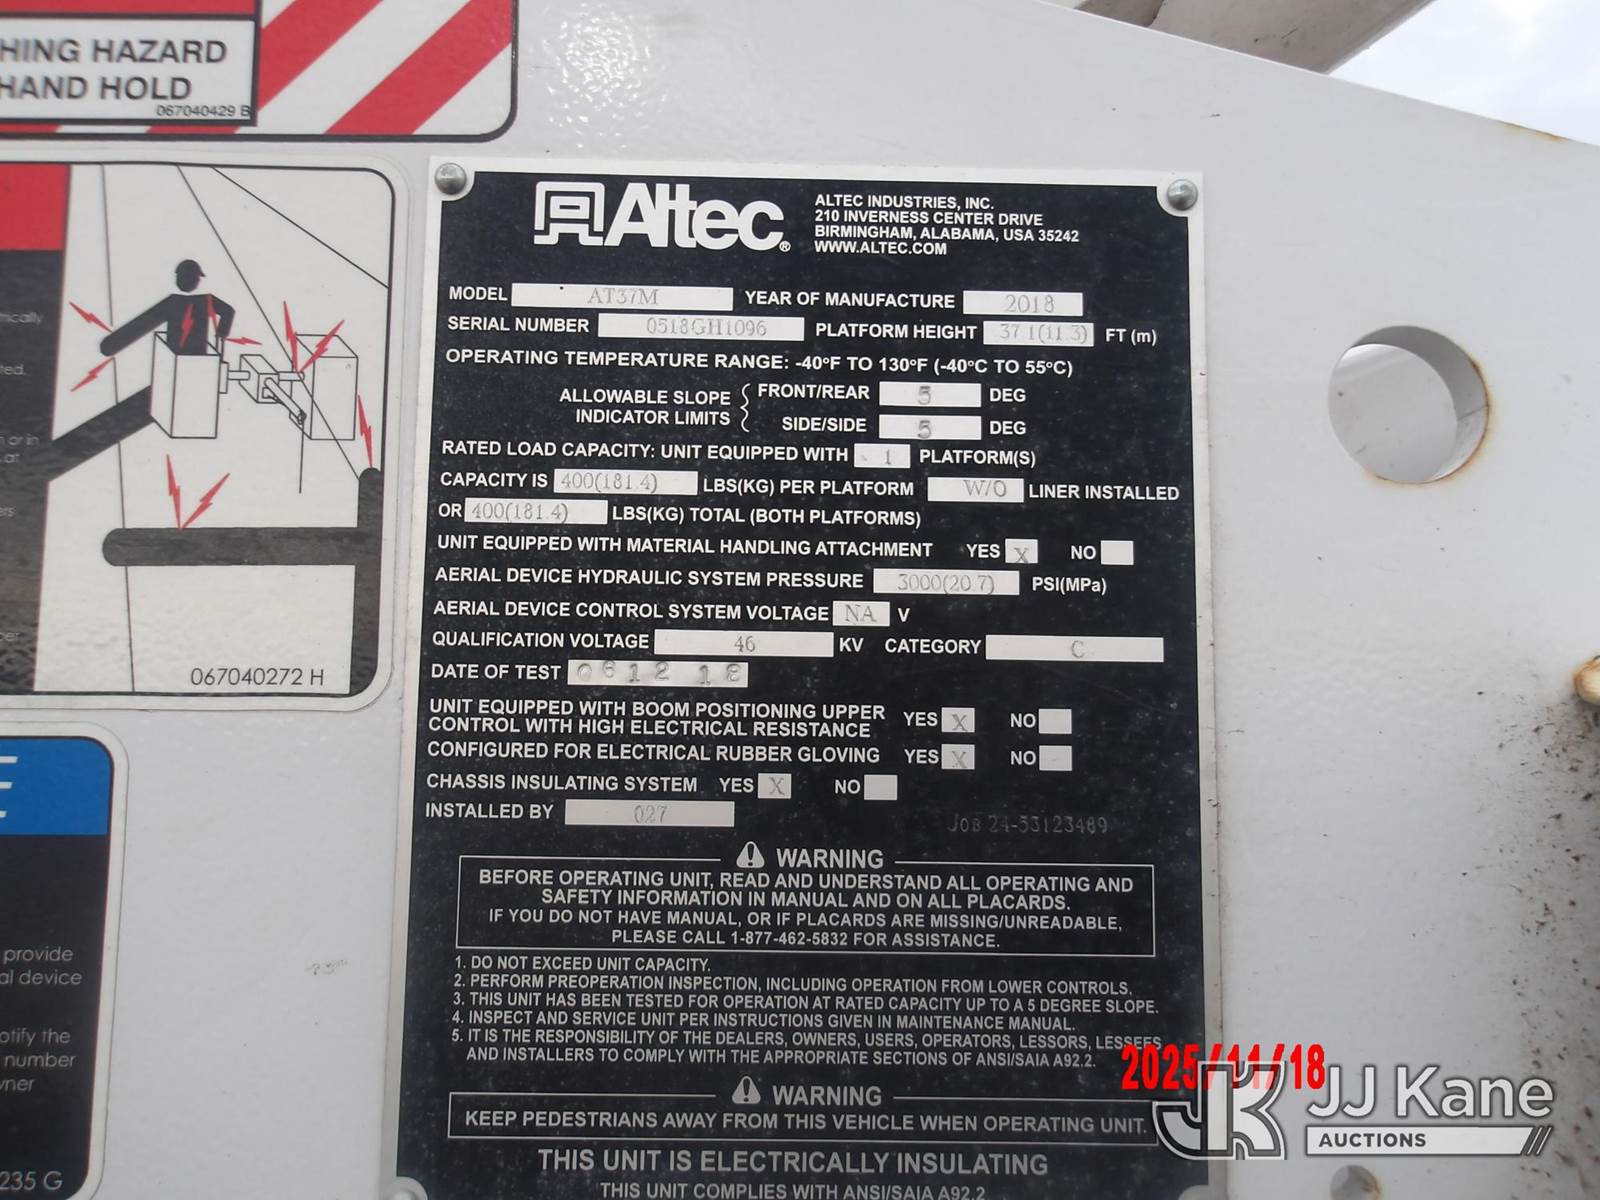 HING HAZARD
HAND HOLD
067040429 B
Altec®
ALTEC INDUSTRIES, INC.
210 INVERNESS CENTER DRIVE
BIRMINGHAM, ALABAMA, USA 35242
WWW.ALTEC.COM
MODEL AT37M YEAR OF MANUFACTURE 2018
SERIAL NUMBER 0518GH1096 PLATFORM HEIGHT 37.1(11.3) FT (m)
OPERATING TEMPERATURE RANGE: -40°F TO 130°F (-40°C TO 55°C)
ALLOWABLE SLOPE INDICATOR LIMITS
FRONT/REAR 5 DEG
SIDE/SIDE 5 DEG
RATED LOAD CAPACITY: UNIT EQUIPPED WITH 1 PLATFORM(S)
CAPACITY IS 400(181.4) LBS(KG) PER PLATFORM W/O LINER INSTALLED
OR 400(181.4) LBS(KG) TOTAL (BOTH PLATFORMS)
UNIT EQUIPPED WITH MATERIAL HANDLING ATTACHMENT YES X NO
AERIAL DEVICE HYDRAULIC SYSTEM PRESSURE 3000(20.7) PSI(MPa)
AERIAL DEVICE CONTROL SYSTEM VOLTAGE NA V
QUALIFICATION VOLTAGE 46 KV CATEGORY C
DATE OF TEST 0612 18
UNIT EQUIPPED WITH BOOM POSITIONING UPPER
CONTROL WITH HIGH ELECTRICAL RESISTANCE YES X NO
CONFIGURED FOR ELECTRICAL RUBBER GLOVING YES X NO
CHASSIS INSULATING SYSTEM YES X NO
INSTALLED BY 027
JOB 24-53123469
WARNING
BEFORE OPERATING UNIT, READ AND UNDERSTAND ALL OPERATING AND
SAFETY INFORMATION IN MANUAL AND ON ALL PLACARDS.
IF YOU DO NOT HAVE MANUAL, OR IF PLACARDS ARE MISSING/UNREADABLE,
PLEASE CALL 1-877-462-5832 FOR ASSISTANCE.
1. DO NOT EXCEED UNIT CAPACITY.
2. PERFORM PREOPERATION INSPECTION, INCLUDING OPERATION FROM LOWER CONTROLS.
3. THIS UNIT HAS BEEN TESTED FOR OPERATION AT RATED CAPACITY UP TO A 5 DEGREE SLOPE.
4. INSPECT AND SERVICE UNIT PER INSTRUCTIONS GIVEN IN MAINTENANCE MANUAL.
5. IT IS THE RESPONSIBILITY OF THE DEALERS, OWNERS, USERS, OPERATORS, LESSORS, LESSEES
AND INSTALLERS TO COMPLY WITH THE APPROPRIATE SECTIONS OF ANSI/SAIA A92.2.
WARNING
KEEP PEDESTRIANS AWAY FROM THIS VEHICLE WHEN OPERATING UNIT.
THIS UNIT IS ELECTRICALLY INSULATING
THIS UNIT COMPLIES WITH ANSI/SAIA A92.2
067040272 H
provide
al device
otify the
number
235 G
2025/11/18
JJ Kane
AUCTIONS